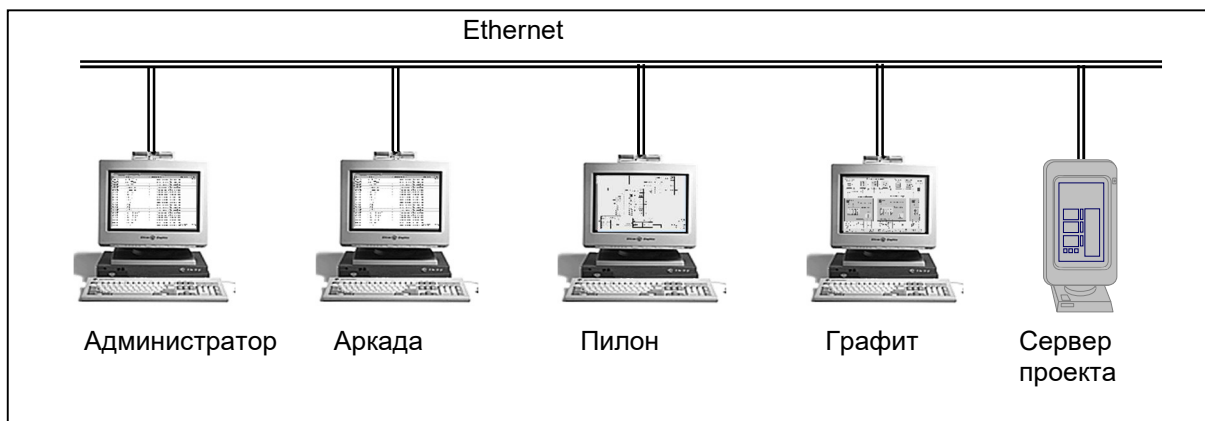 Ethernet
Администратор
Аркада
Пилон
Графит
Сервер
проекта